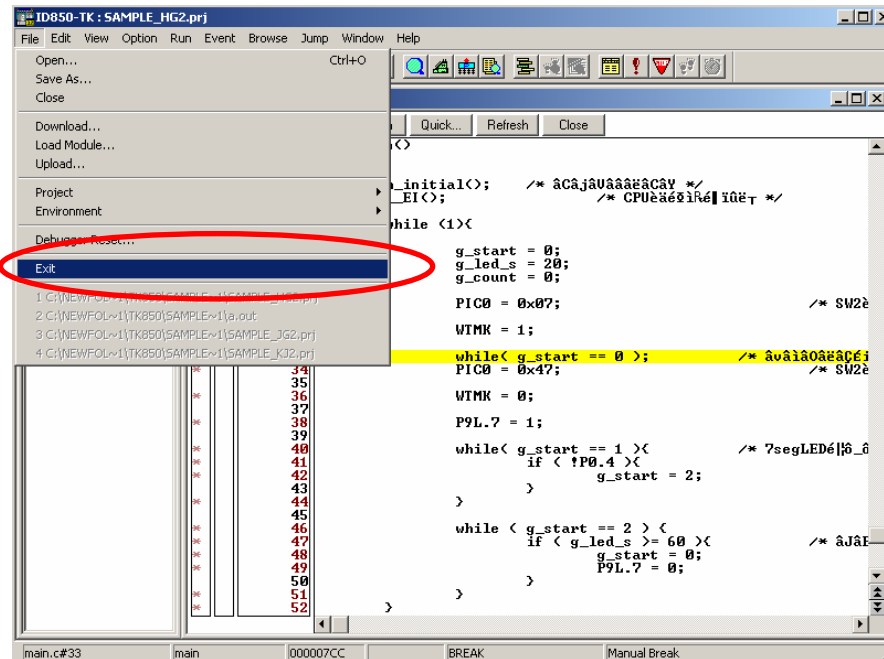 ID850-TK : SAMPLE_HG2.prj
File Edit View Option Run Event Browse Jump Window Help
Open... Ctrl+O
Save As...
Close
Download...
Load Module...
Upload...
Project
Environment
Debugger Reset...
Exit
1 C:\NEWFOL~1\TK850\SAMPLE~1\SAMPLE_HG2.prj
2 C:\NEWFOL~1\TK850\SAMPLE~1\a.out
3 C:\NEWFOL~1\TK850\SAMPLE~1\SAMPLE_JG2.prj
4 C:\NEWFOL~1\TK850\SAMPLE~1\SAMPLE_KJ2.prj
Quick... Refresh Close
()
_initial(); /* */
_EI(); /* CPU */
while (1){
g_start = 0;
g_led_s = 20;
g_count = 0;
PIC0 = 0x07; /* SW2è
WTMK = 1;
while( g_start == 0 ); /*
34 PIC0 = 0x47; /* SW2è
35
36 WTMK = 0;
37
38 P9L.7 = 1;
39
40 while( g_start == 1 ){ /* 7segLED
41 if ( !P0.4 ){
42 g_start = 2;
43 }
44 }
45
46 while ( g_start == 2 ) {
47 if ( g_led_s >= 60 ){ /*
48 g_start = 0;
49 P9L.7 = 0;
50 }
51 }
52 }
main.c#33 main 000007CC BREAK Manual Break